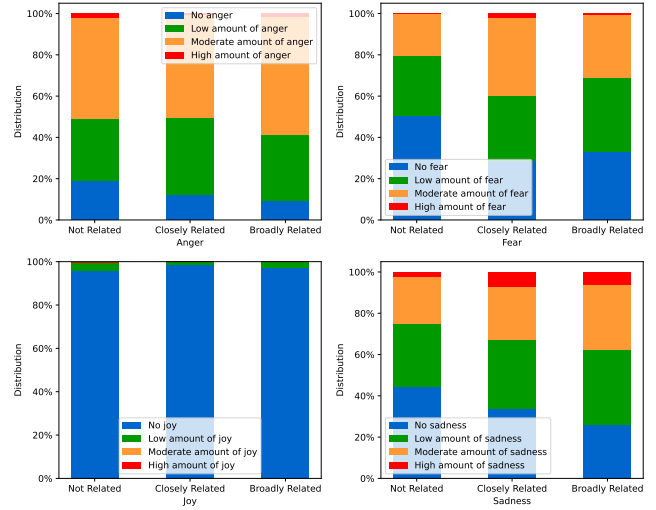 100%
80%
60%
40%
20%
0%
Distribution
No anger
Low amount of anger
Moderate amount of anger
High amount of anger
Not Related
Closely Related
Broadly Related
Anger
100%
80%
60%
40%
20%
0%
Distribution
No fear
Low amount of fear
Moderate amount of fear
High amount of fear
Not Related
Closely Related
Broadly Related
Fear
100%
80%
60%
40%
20%
0%
Distribution
No joy
Low amount of joy
Moderate amount of joy
High amount of joy
Not Related
Closely Related
Broadly Related
Joy
100%
80%
60%
40%
20%
0%
Distribution
No sadness
Low amount of sadness
Moderate amount of sadness
High amount of sadness
Not Related
Closely Related
Broadly Related
Sadness